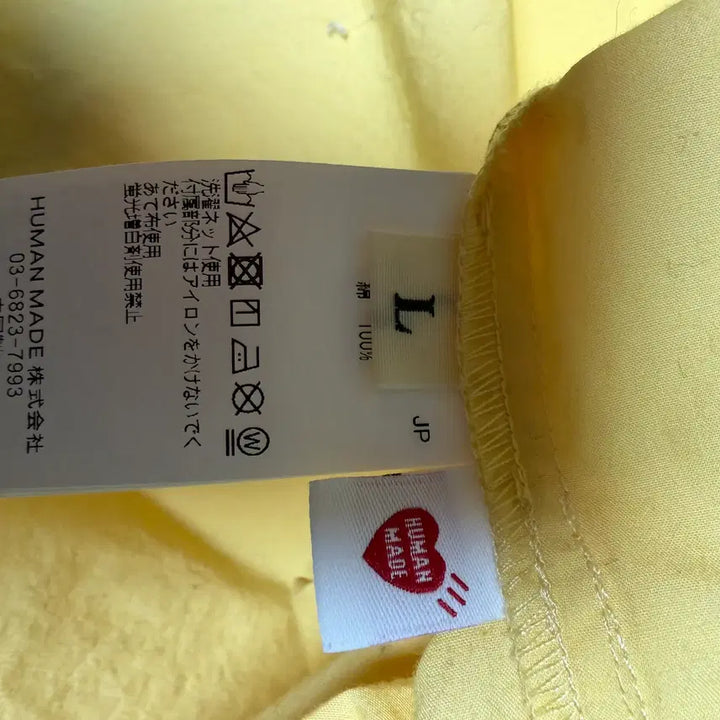 L
JP
綿 100%
洗濯ネット使用
付属部分にはアイロンをかけないでく
ださい
あて布使用
蛍光増白剤使用禁止
HUMAN MADE 株式会社
03-6823-7993
HUMAN
MADE
W